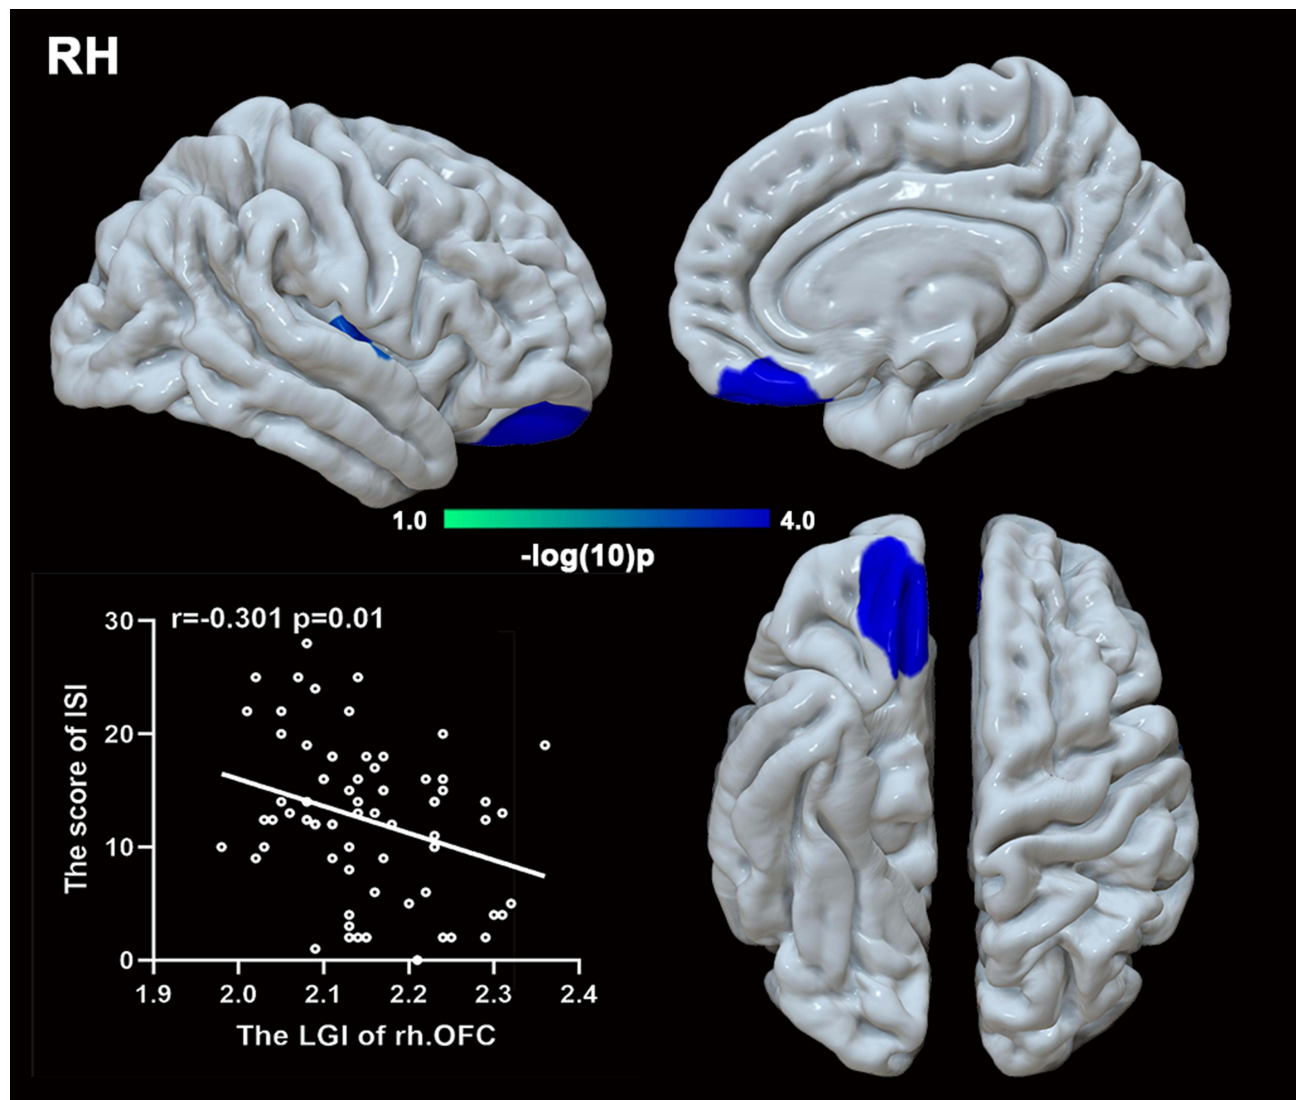 RH
1.0
4.0
-log(10)p
r=-0.301 p=0.01
The score of ISI
30
20
10
0
1.9 2.0 2.1 2.2 2.3 2.4
The LGI of rh.OFC